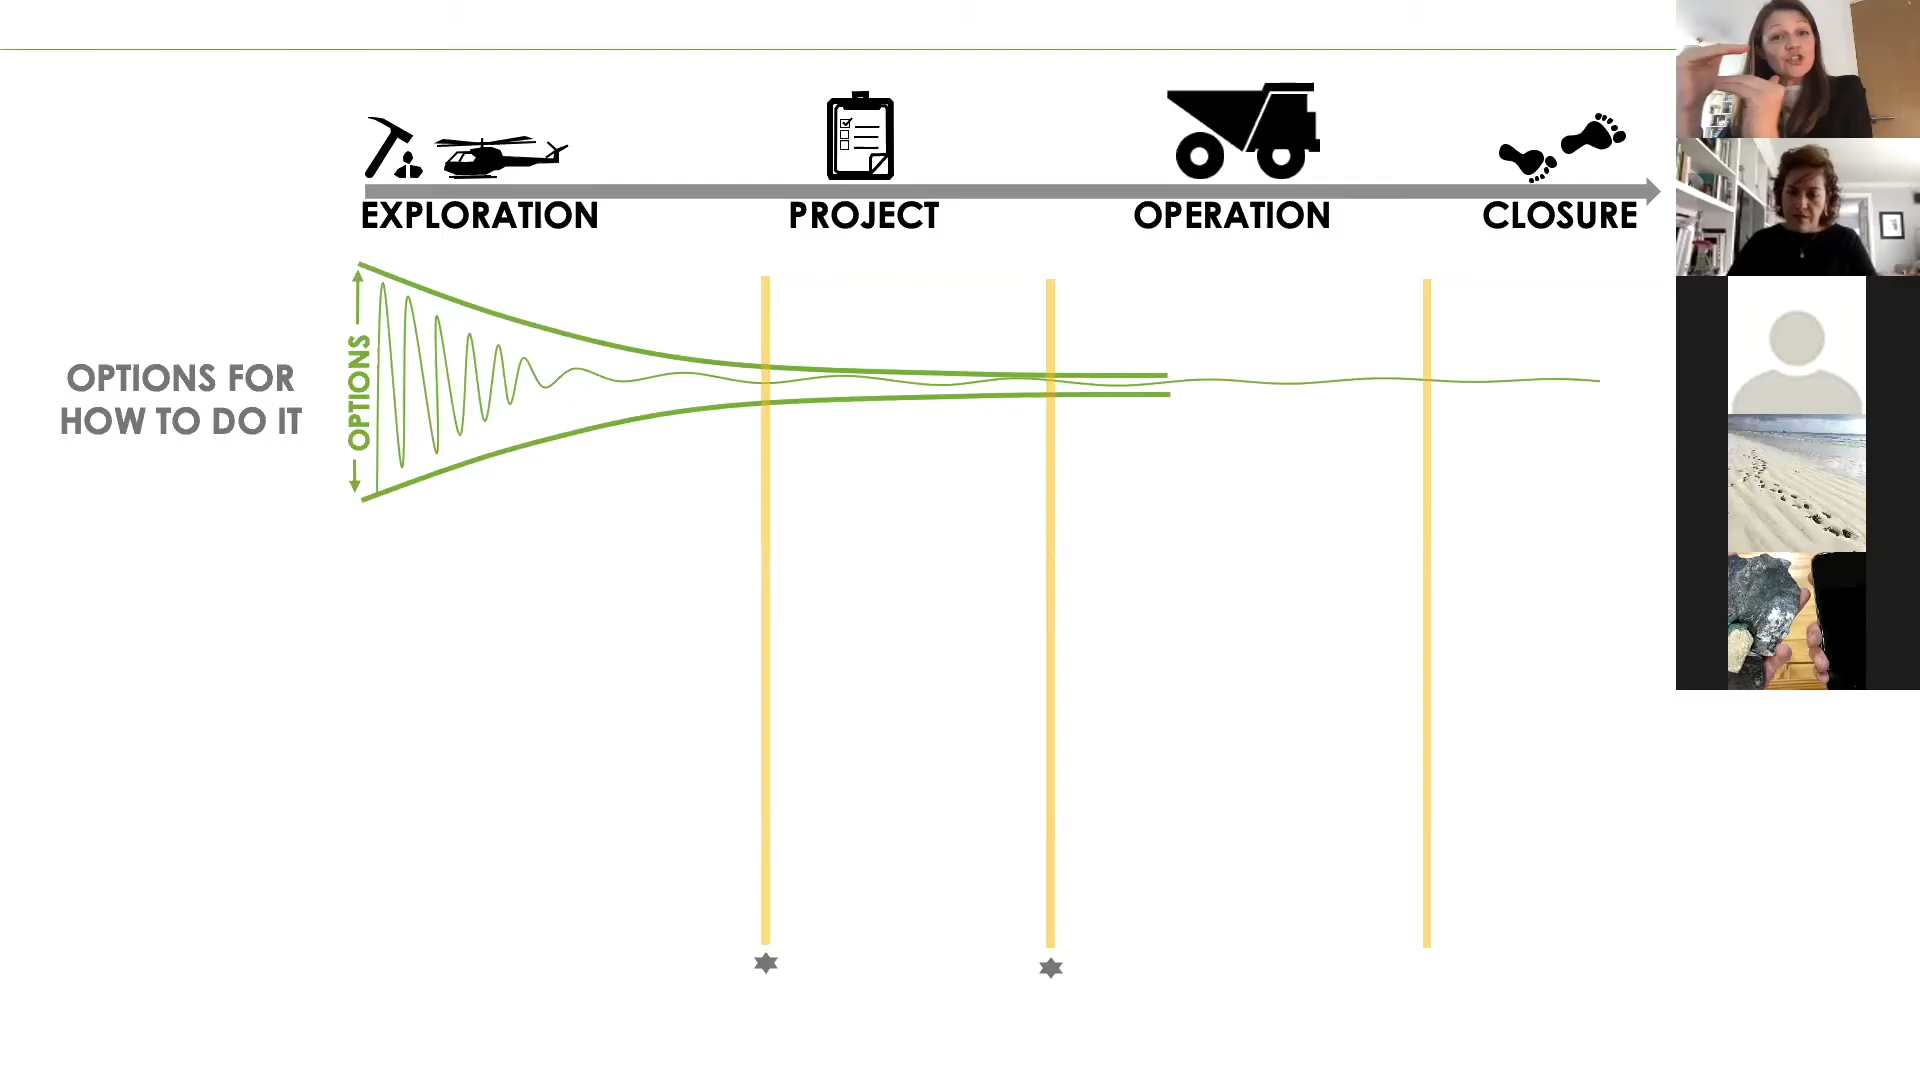 EXPLORATION
PROJECT
OPERATION
CLOSURE
OPTIONS FOR
HOW TO DO IT
OPTIONS